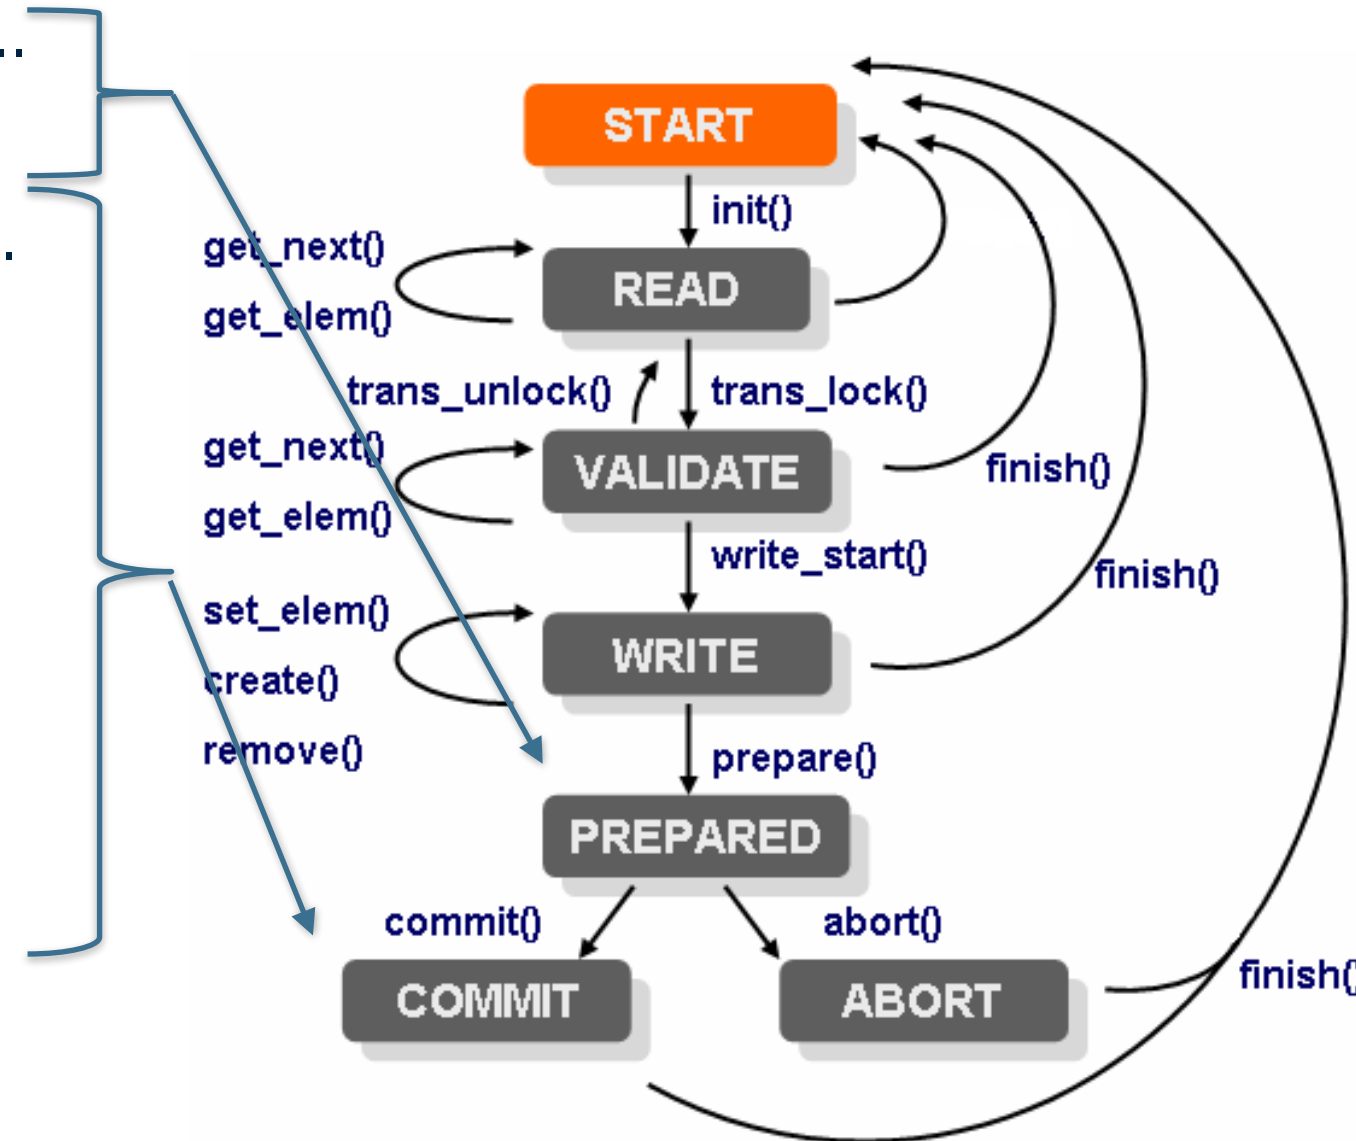 ..
.
START
init()
get_next()
READ
get_elem()
trans_unlock()
trans_lock()
get_next()
VALIDATE
finish()
get_elem()
write_start()
finish()
set_elem()
WRITE
create()
remove()
prepare()
PREPARED
commit()
abort()
finish()
COMMIT
ABORT